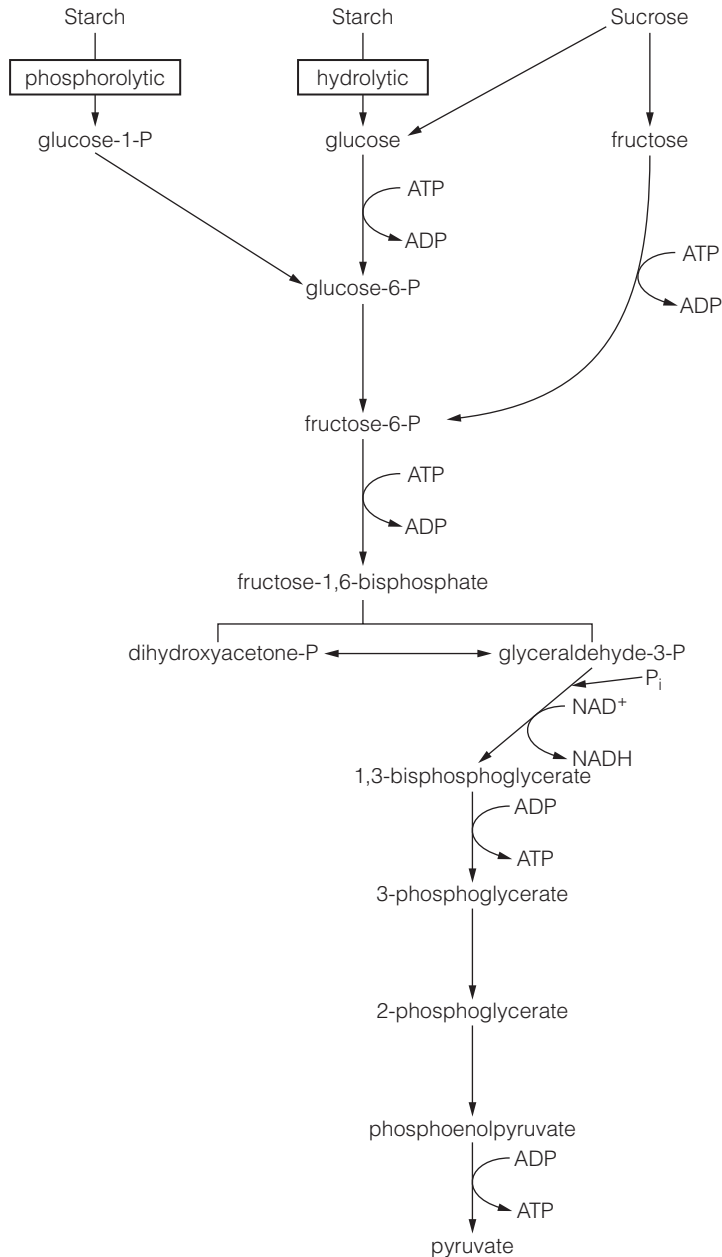 Starch
Starch
Sucrose
phosphorolytic
hydrolytic
glucose-1-P
glucose
fructose
ATP
ADP
ATP
ADP
glucose-6-P
fructose-6-P
ATP
ADP
fructose-1,6-bisphosphate
dihydroxyacetone-P
glyceraldehyde-3-P
Pi
NAD+
NADH
1,3-bisphosphoglycerate
ADP
ATP
3-phosphoglycerate
2-phosphoglycerate
phosphoenolpyruvate
ADP
ATP
pyruvate